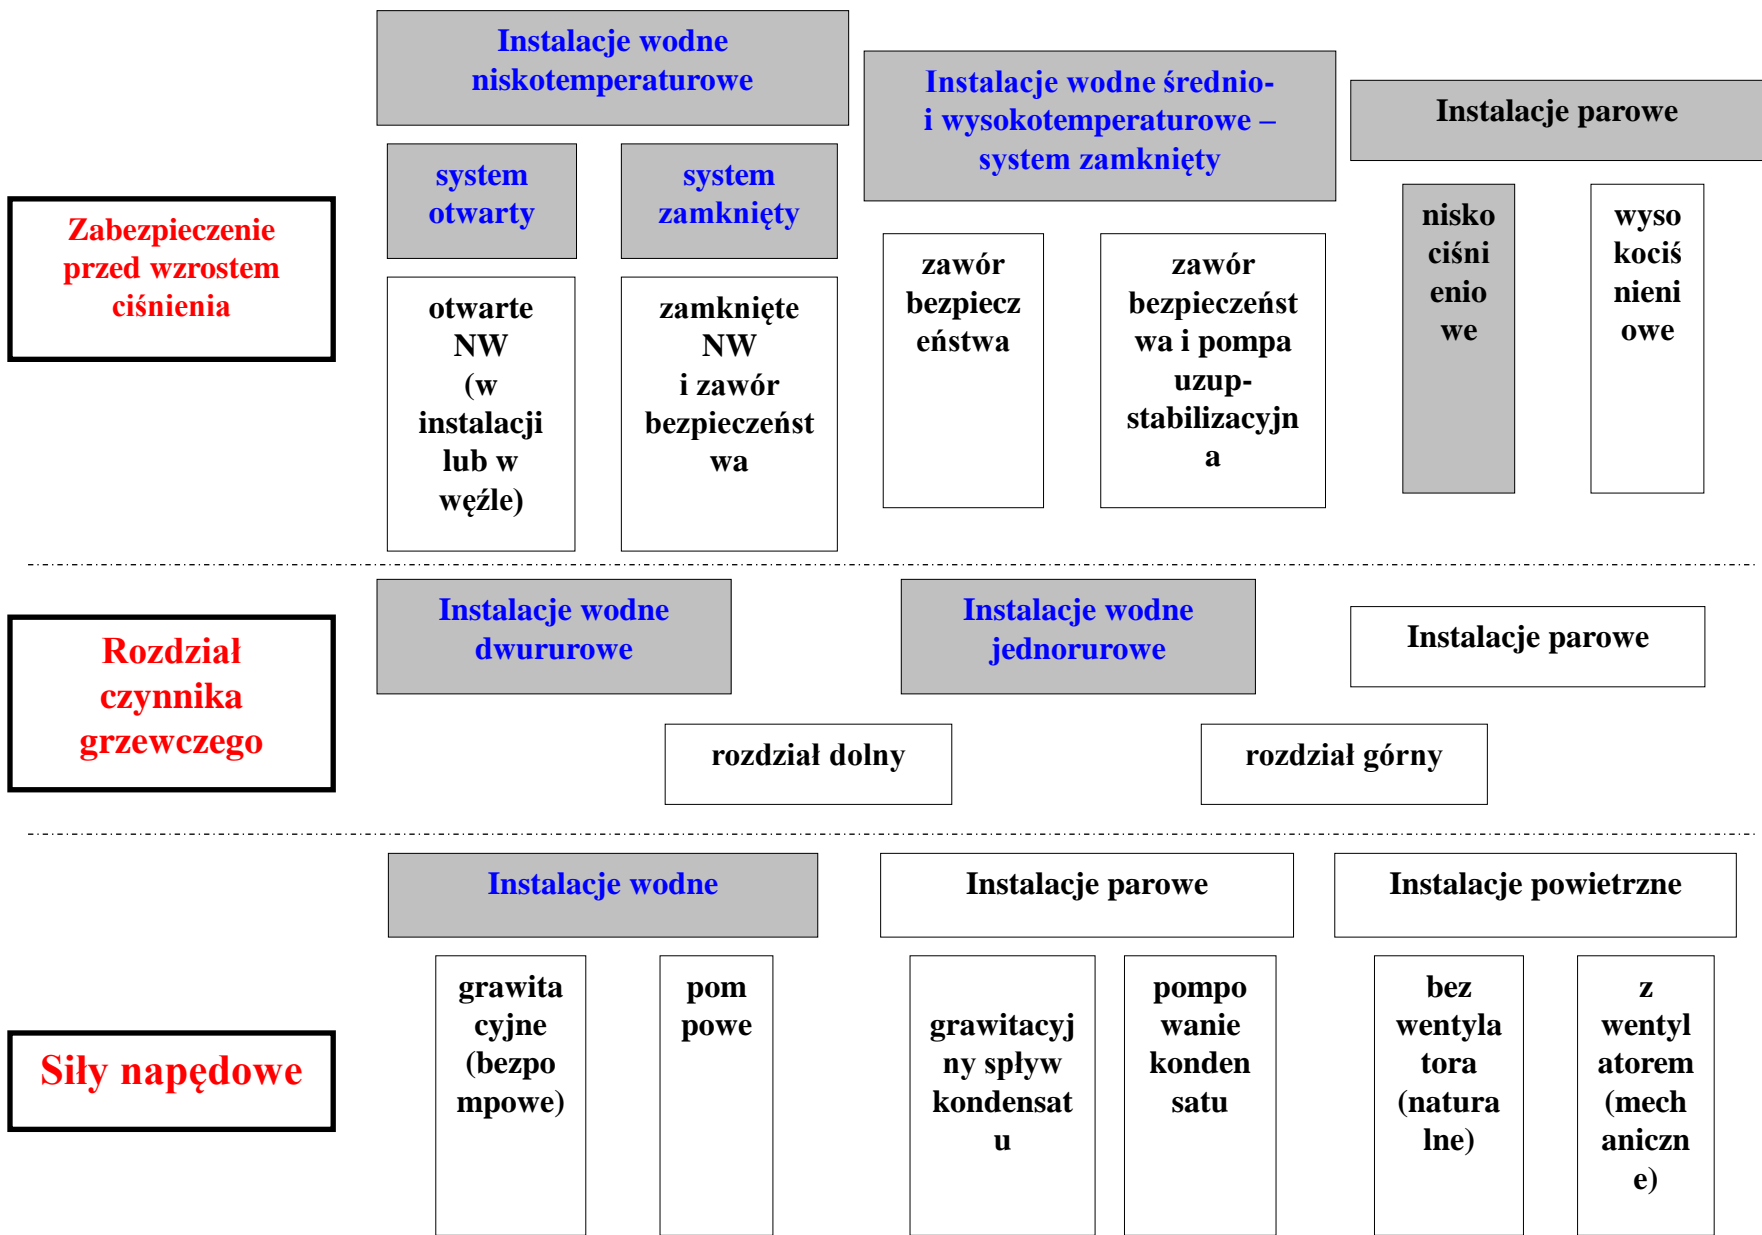 Instalacje wodne
niskotemperaturowe
Instalacje wodne średnio-
i wysokotemperaturowe –
system zamknięty
Instalacje parowe
system
otwarty
system
zamknięty
Zabezpieczenie
przed wzrostem
ciśnienia
otwarte
NW
(w
instalacji
lub w
węźle)
zamknięte
NW
i zawór
bezpieczeńst
wa
zawór
bezpiecz
eństwa
zawór
bezpieczeńst
wa i pompa
uzup-
stabilizacyjn
a
nisko
ciśni
enio
we
wyso
kociś
nieni
owe
Rozdział
czynnika
grzewczego
Instalacje wodne
dwururowe
Instalacje wodne
jednorurowe
Instalacje parowe
rozdział dolny
rozdział górny
Siły napędowe
Instalacje wodne
Instalacje parowe
Instalacje powietrzne
grawita
cyjne
(bezpo
mpowe)
pom
powe
grawitacyj
ny spływ
kondensat
u
pompo
wanie
konden
satu
bez
wentyla
tora
(natura
lne)
z
wentyl
atorem
(mech
aniczn
e)